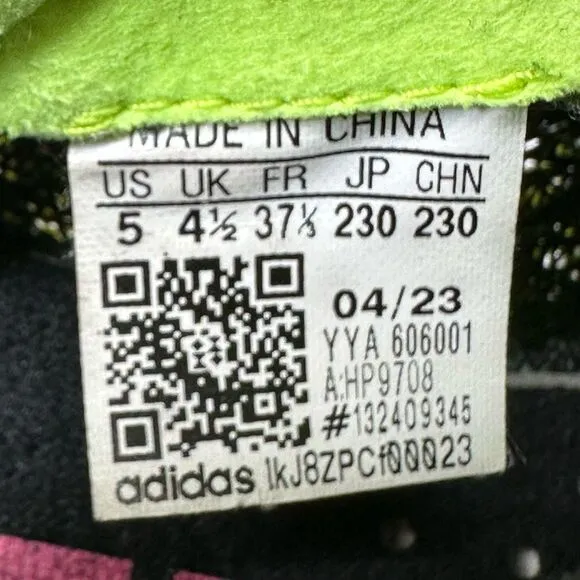 MADE IN CHINA
US UK FR JP CHN
5 4½ 37⅓ 230 230
04/23
YYA 606001
A:HP9708
#132409345
adidas lkJ8ZPCf00023